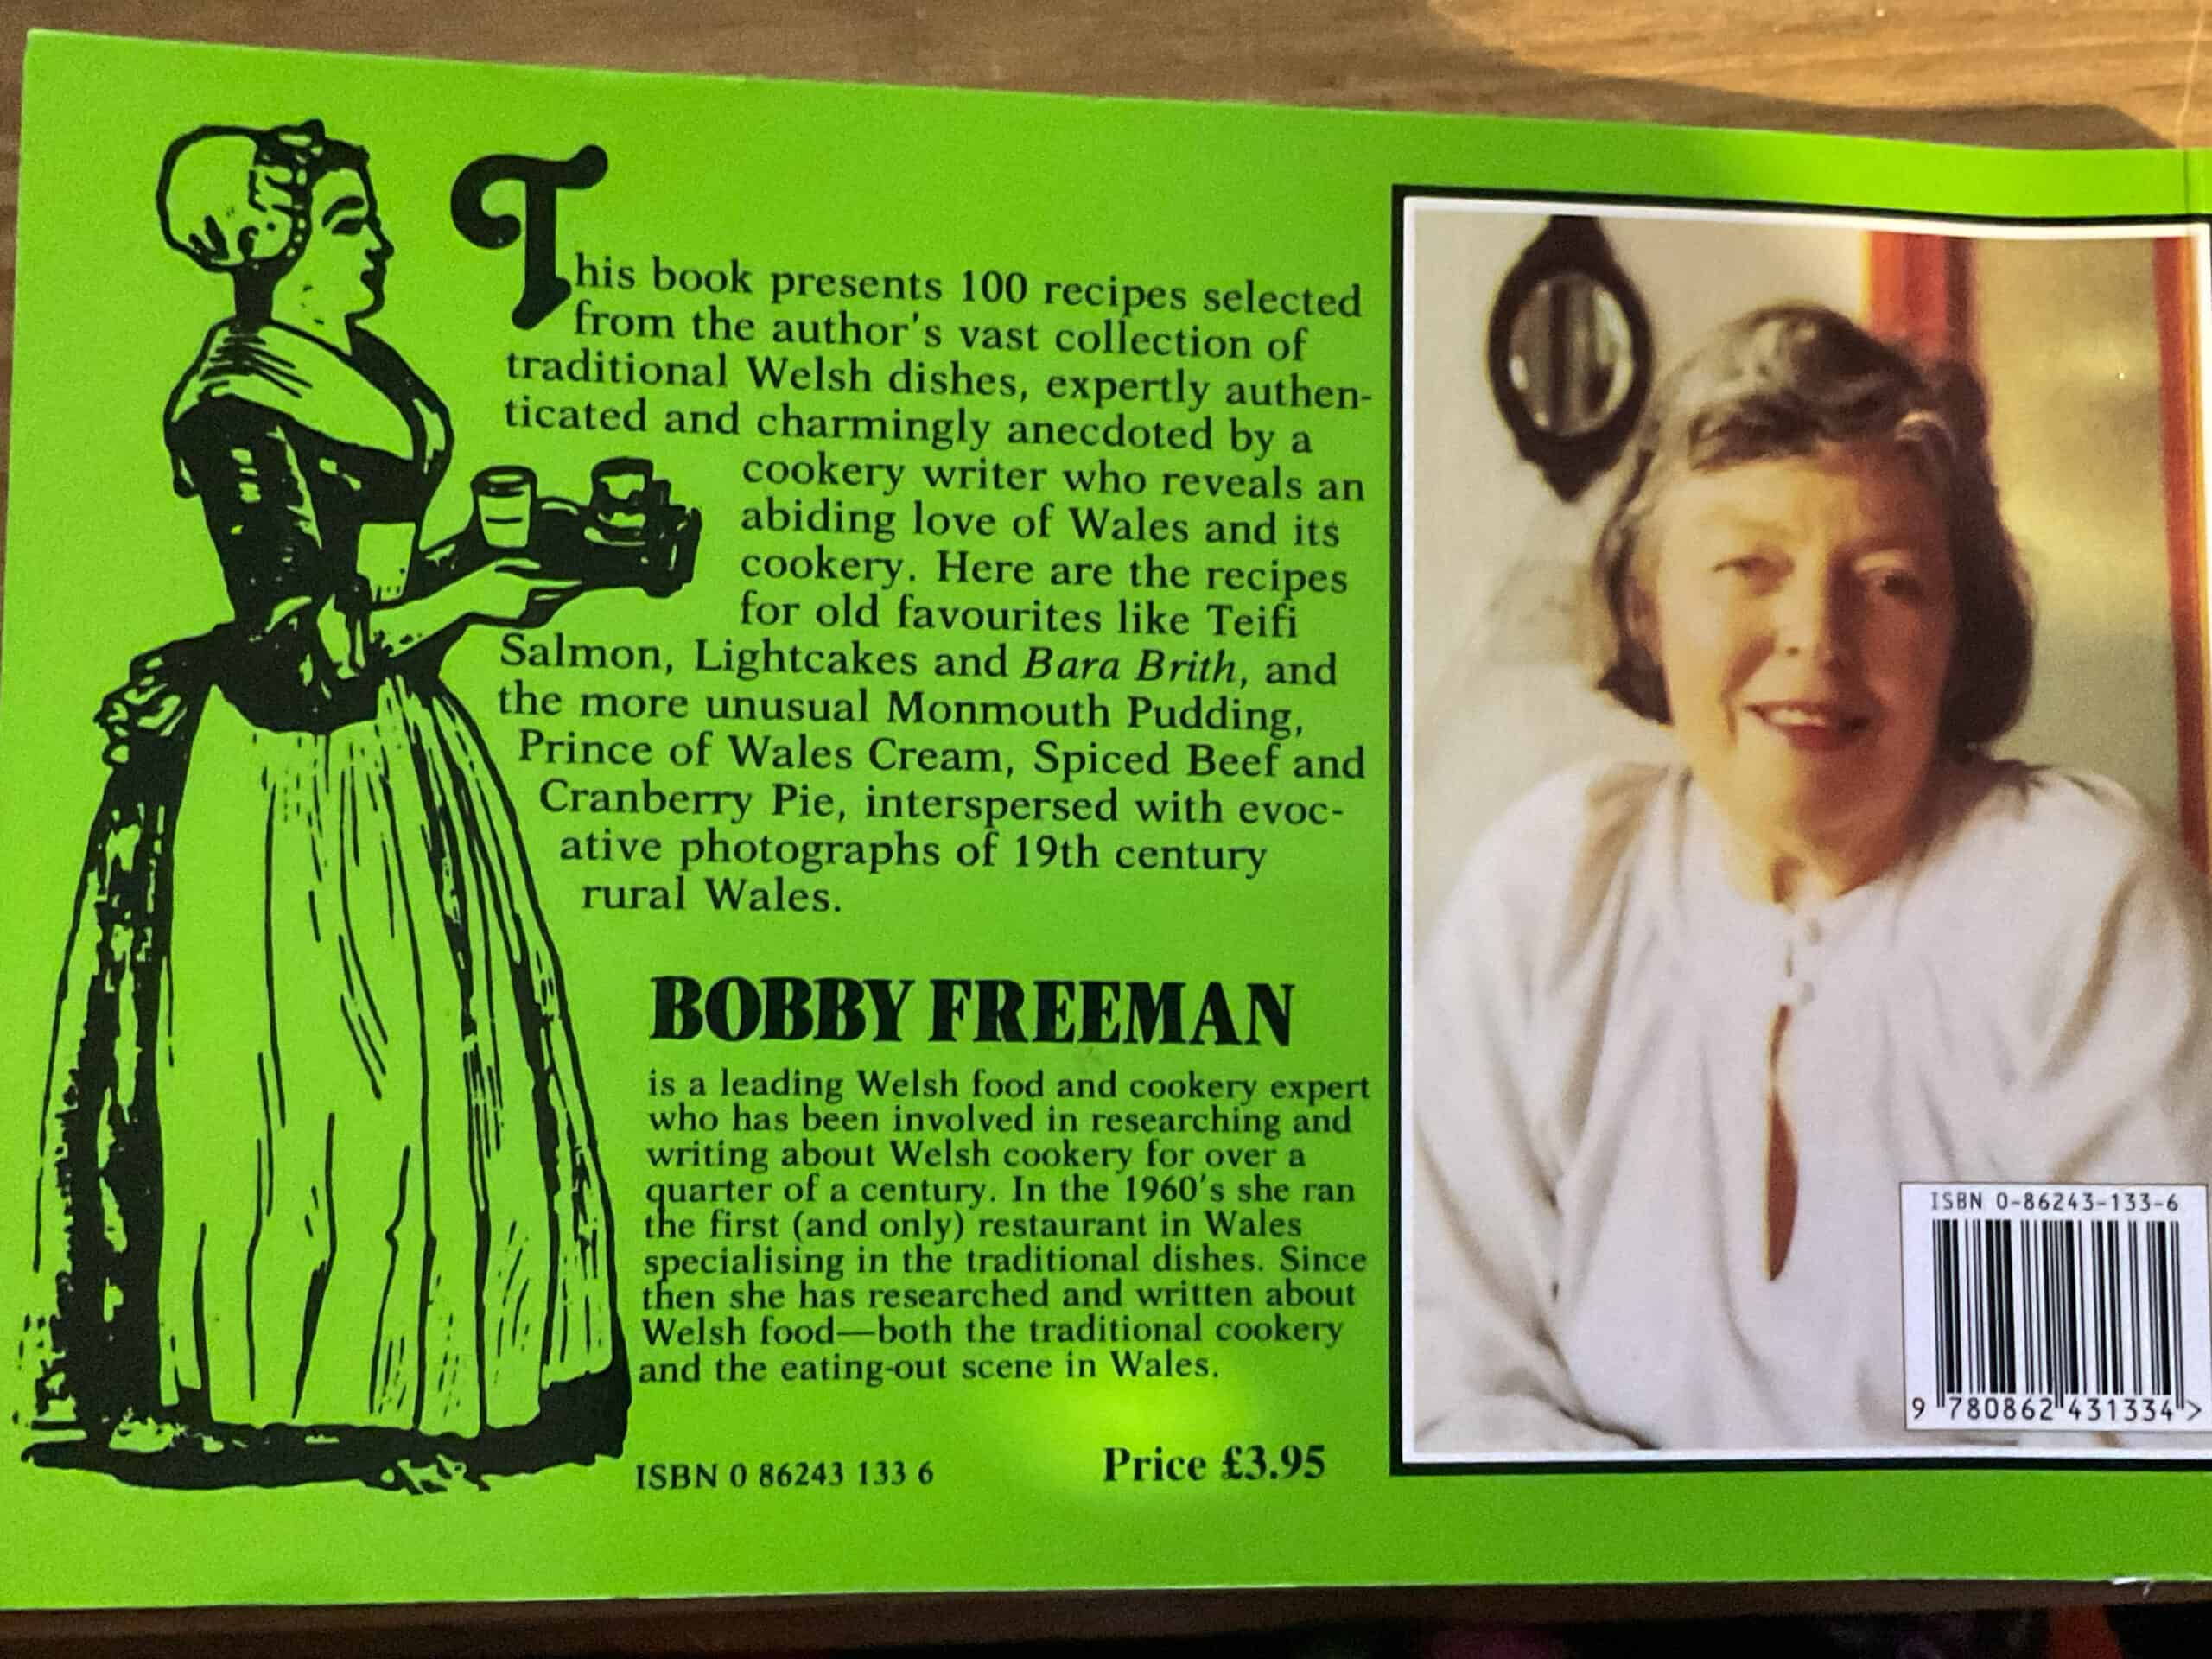 This book presents 100 recipes selected
from the author's vast collection of
traditional Welsh dishes, expertly authen-
ticated and charmingly anecdoted by a
cookery writer who reveals an
abiding love of Wales and its
cookery. Here are the recipes
for old favourites like Teifi
Salmon, Lightcakes and Bara Brith, and
the more unusual Monmouth Pudding,
Prince of Wales Cream, Spiced Beef and
Cranberry Pie, interspersed with evoc-
ative photographs of 19th century
rural Wales.
BOBBY FREEMAN
is a leading Welsh food and cookery expert
who has been involved in researching and
writing about Welsh cookery for over a
quarter of a century. In the 1960's she ran
the first (and only) restaurant in Wales
specialising in the traditional dishes. Since
then she has researched and written about
Welsh food—both the traditional cookery
and the eating-out scene in Wales.
ISBN 0 86243 133 6
Price £3.95
ISBN 0-86243-133-6
9 780862 431334 >